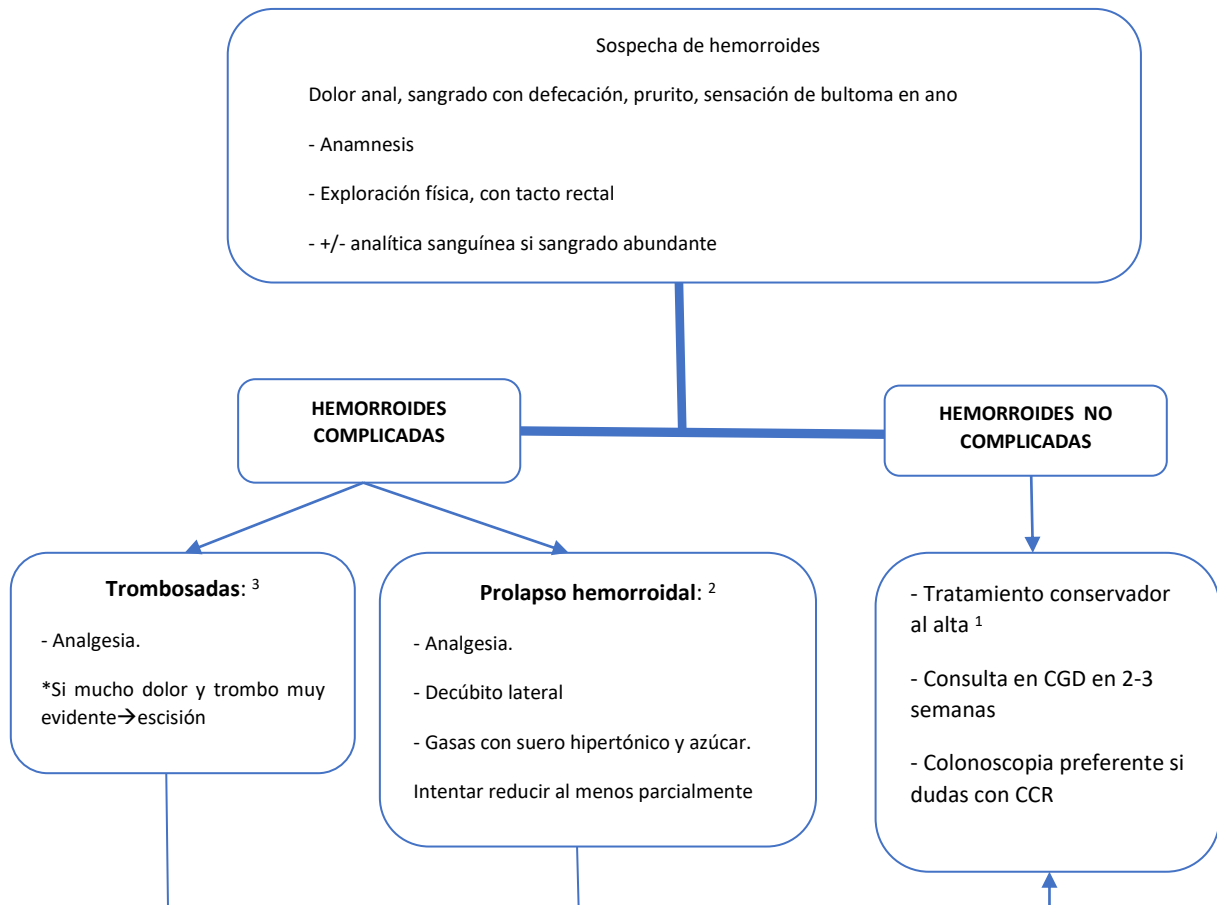 Sospecha de hemorroides
Dolor anal, sangrado con defecación, prurito, sensación de bultoma en ano
- Anamnesis
- Exploración física, con tacto rectal
- +/- analítica sanguínea si sangrado abundante
HEMORROIDES
COMPLICADAS
HEMORROIDES NO
COMPLICADAS
Trombosadas: ³
- Analgesia.
*Si mucho dolor y trombo muy
evidente→escisión
Prolapso hemorroidal: ²
- Analgesia.
- Decúbito lateral
- Gasas con suero hipertónico y azúcar.
Intentar reducir al menos parcialmente
- Tratamiento conservador
al alta ¹
- Consulta en CGD en 2-3
semanas
- Colonoscopia preferente si
dudas con CCR